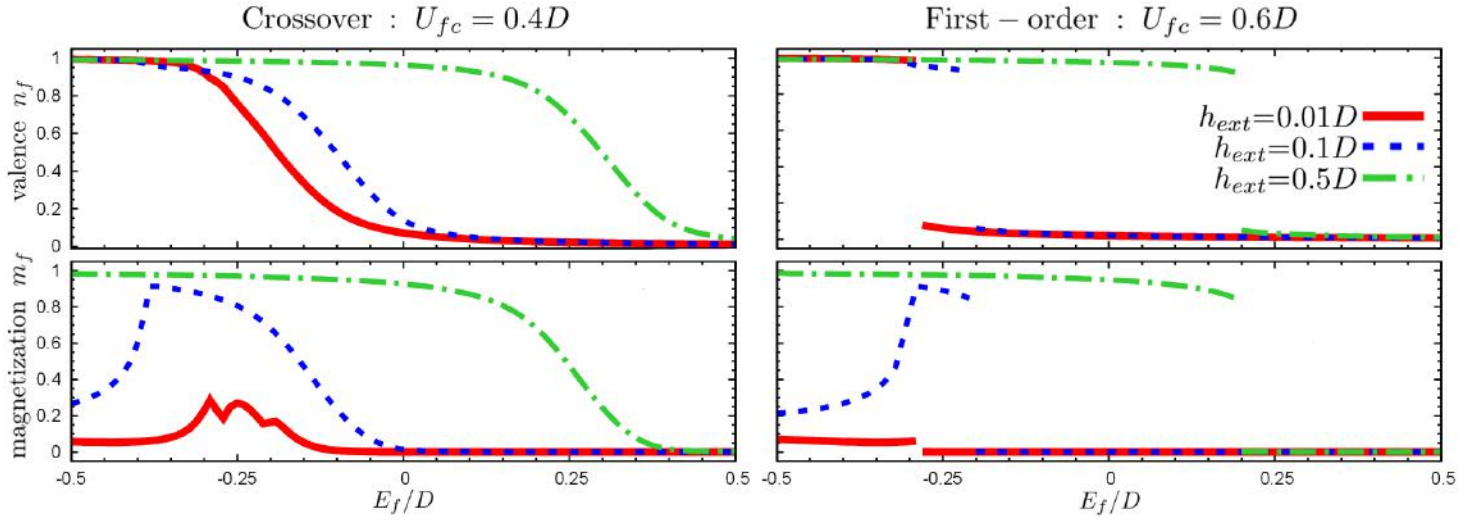 Crossover : U_fc = 0.4D
First − order : U_fc = 0.6D
valence n_f
1
0.8
0.6
0.4
0.2
0
h_ext=0.01D
h_ext=0.1D
h_ext=0.5D
magnetization m_f
1
0.8
0.6
0.4
0.2
0
-0.5
-0.25
0
0.25
0.5
-0.5
-0.25
0
0.25
0.5
E_f/D
E_f/D